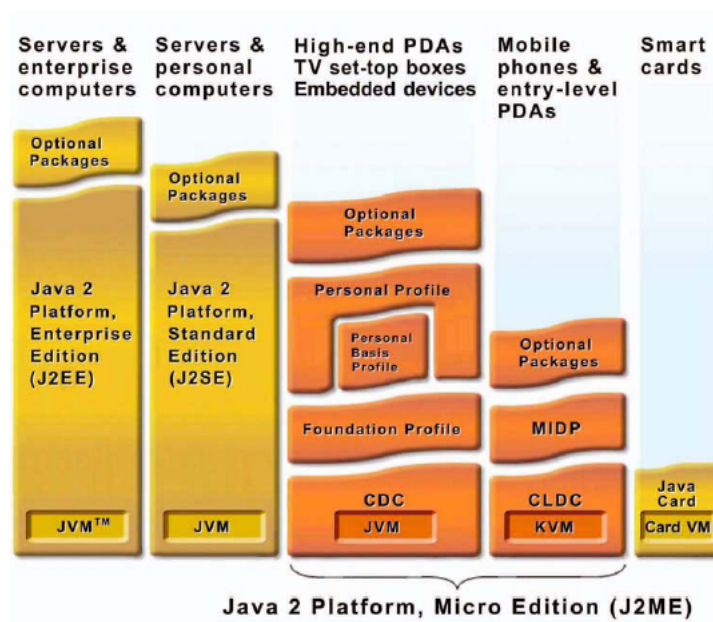 Servers &
enterprise
computers
Servers &
personal
computers
High-end PDAs
TV set-top boxes
Embedded devices
Mobile
phones &
entry-level
PDAs
Smart
cards
Optional
Packages
Java 2
Platform,
Enterprise
Edition
(J2EE)
JVM™
Optional
Packages
Java 2
Platform,
Standard
Edition
(J2SE)
JVM
Optional
Packages
Personal Profile
Personal
Basis
Profile
Foundation Profile
CDC
JVM
Optional
Packages
MIDP
CLDC
KVM
Java
Card
Card VM
Java 2 Platform, Micro Edition (J2ME)